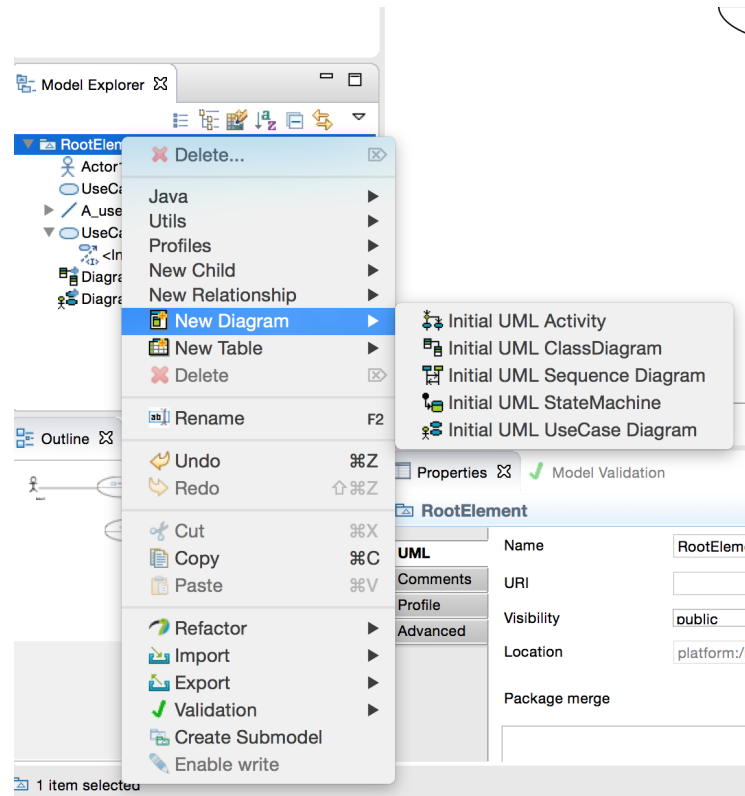 Model Explorer
RootElem
Actor1
UseCa
A_use
UseCa
<In
Diagra
Diagra
Delete...
Java
Utils
Profiles
New Child
New Relationship
New Diagram
New Table
Delete
Rename F2
Undo ⌘Z
Redo ⇧⌘Z
Cut ⌘X
Copy ⌘C
Paste ⌘V
Refactor
Import
Export
Validation
Create Submodel
Enable write
Initial UML Activity
Initial UML ClassDiagram
Initial UML Sequence Diagram
Initial UML StateMachine
Initial UML UseCase Diagram
Outline
Properties Model Validation
RootElement
UML
Comments
Profile
Advanced
Name RootEleme
URI
Visibility public
Location platform:/
Package merge
1 item selected